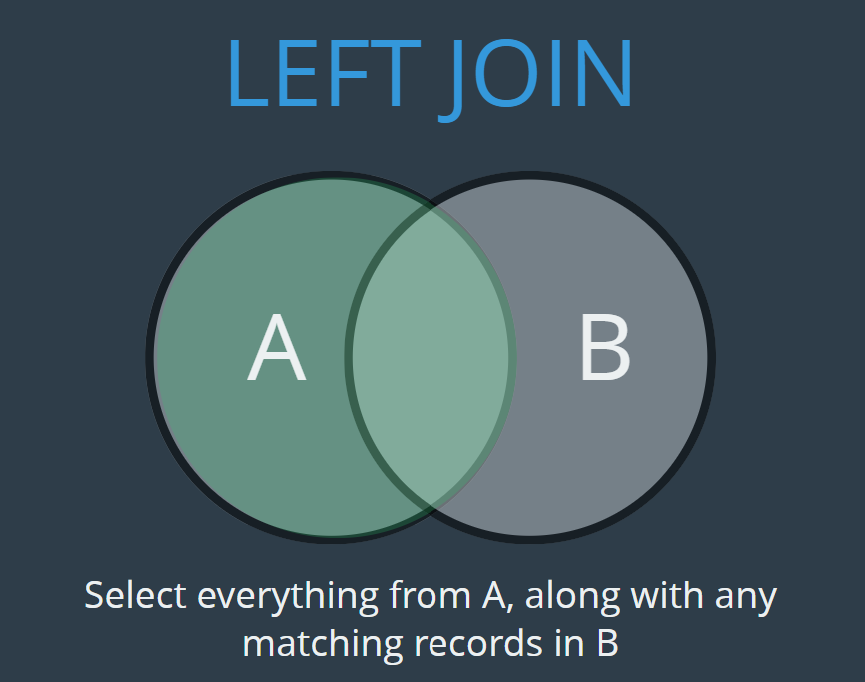 LEFT JOIN
A B
Select everything from A, along with any
matching records in B